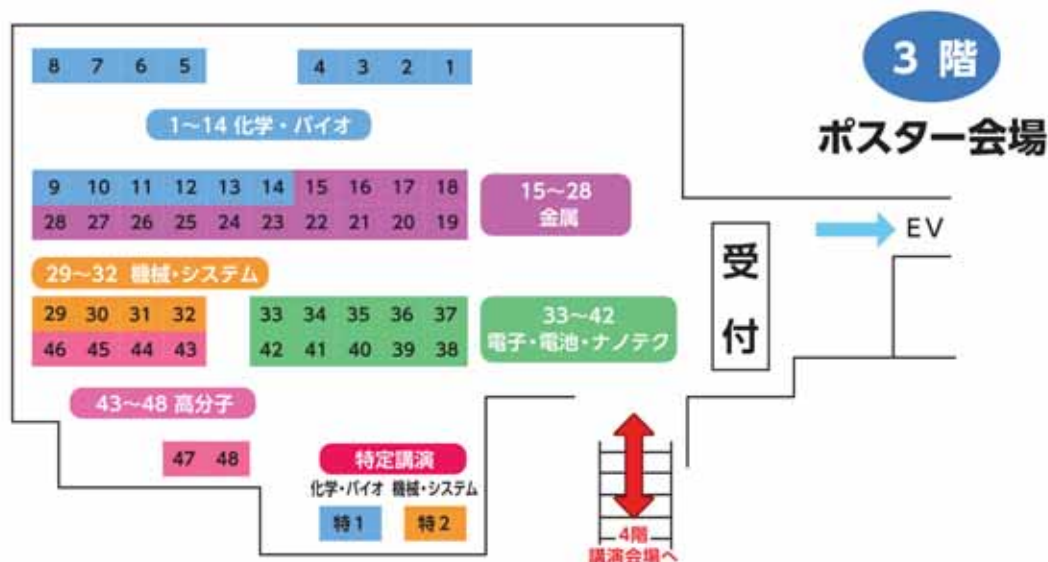 3 階
ポスター会場
8 7 6 5 4 3 2 1
1～14 化学・バイオ
9 10 11 12 13 14 15 16 17 18
28 27 26 25 24 23 22 21 20 19
15～28
金属
受付
EV
29～32 機械・システム
29 30 31 32 33 34 35 36 37
46 45 44 43 42 41 40 39 38
33～42
電子・電池・ナノテク
43～48 高分子
47 48
特定講演
化学・バイオ 機械・システム
特1 特2
4階
講演会場へ